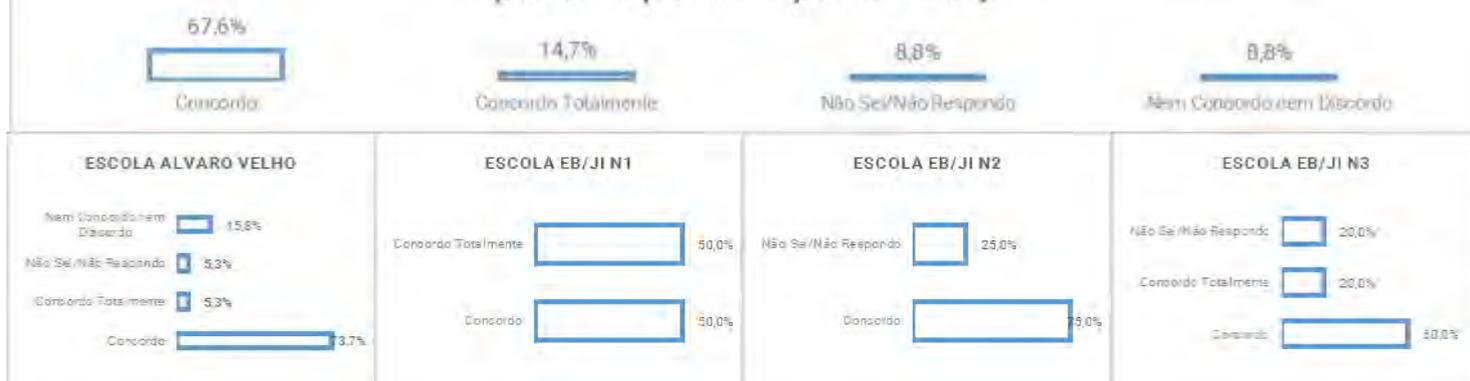 67,6%
14,7%
8,8%
8,8%
Concordo
Concordo Totalmente
Não Sei/Não Respondo
Nem Concordo nem Discordo
ESCOLA ALVARO VELHO
Nem Concordo nem
Discordo
15,8%
Não Sei/Não Respondo
5,3%
Concordo Totalmente
5,3%
Concordo
73,7%
ESCOLA EB/JI N1
Concordo Totalmente
50,0%
Concordo
50,0%
ESCOLA EB/JI N2
Não Sei/Não Respondo
25,0%
Concordo
75,0%
ESCOLA EB/JI N3
Não Sei/Não Respondo
20,0%
Concordo Totalmente
20,0%
Concordo